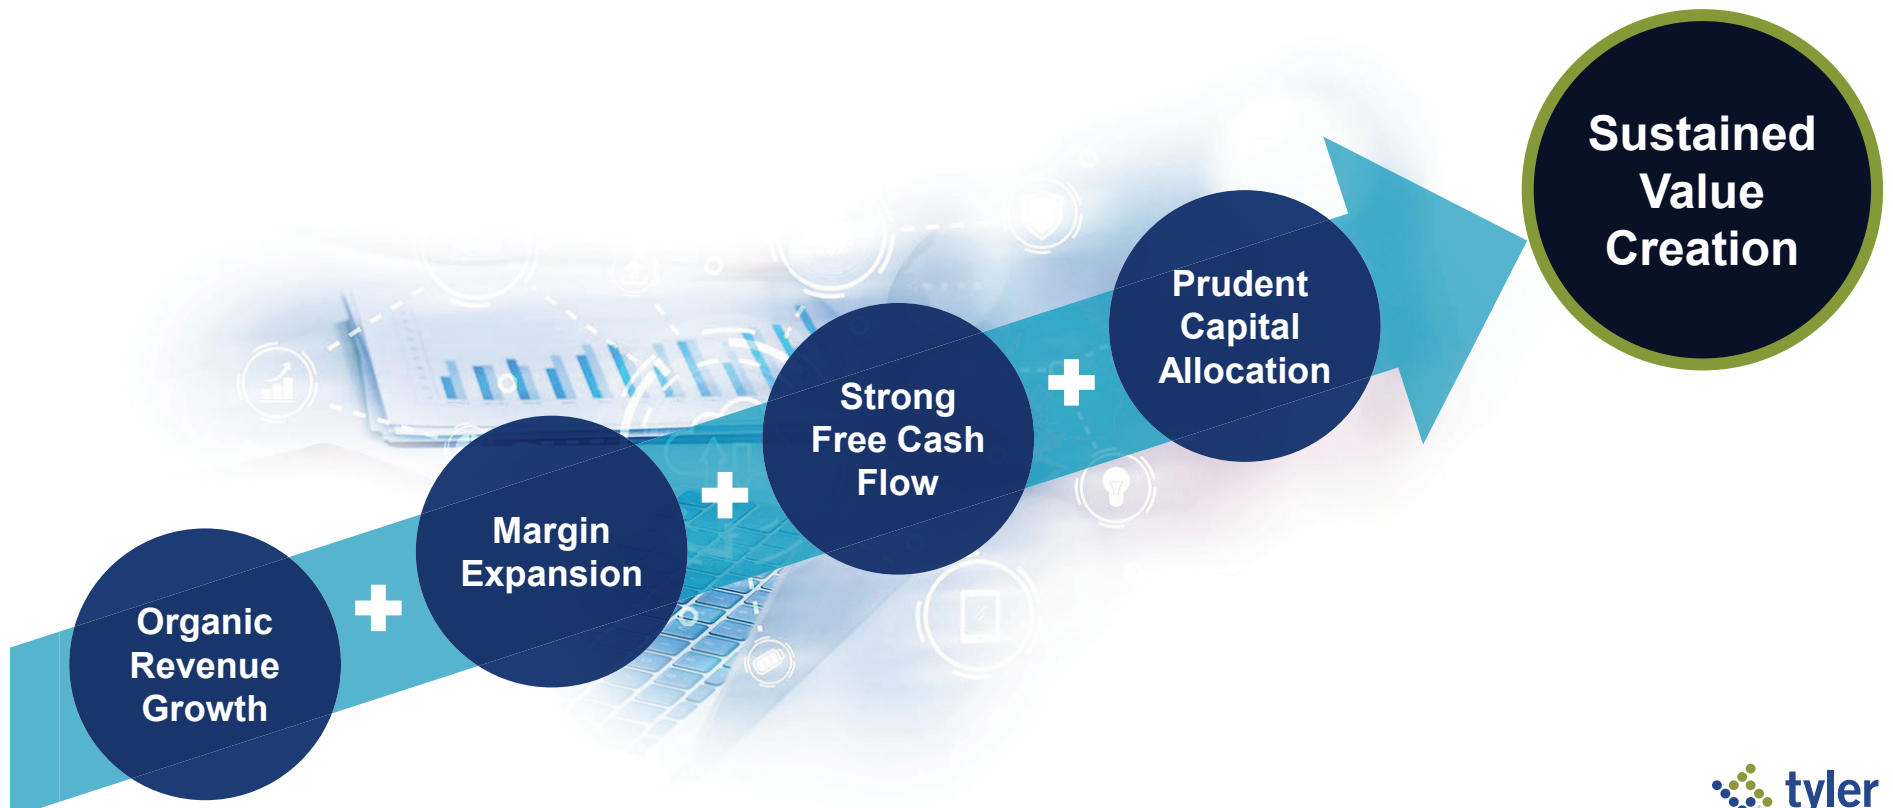 Organic
Revenue
Growth
Margin
Expansion
Strong
Free Cash
Flow
Prudent
Capital
Allocation
Sustained
Value
Creation
tyler